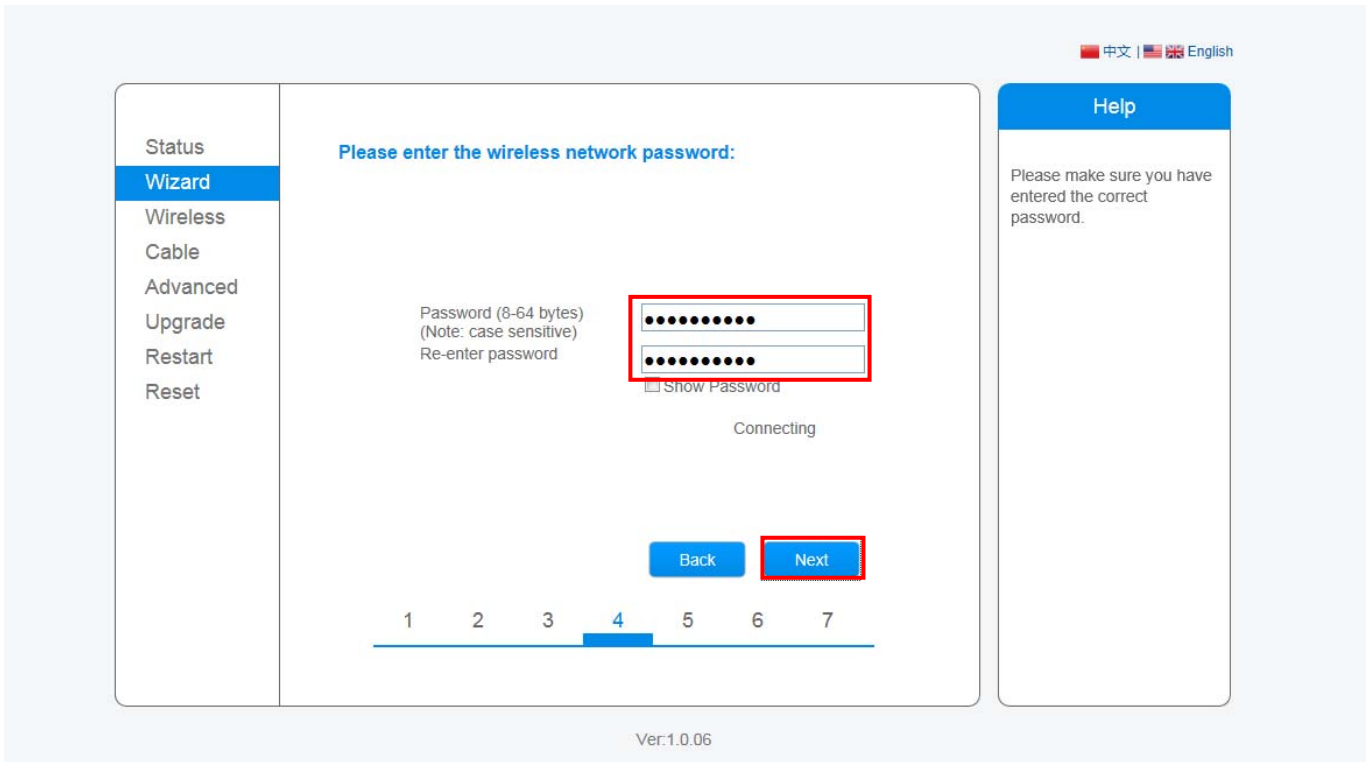 中文 | English
Status
Wizard
Wireless
Cable
Advanced
Upgrade
Restart
Reset
Please enter the wireless network password:
Password (8-64 bytes)
(Note: case sensitive)
Re-enter password
●●●●●●●●●●
●●●●●●●●●●
Show Password
Connecting
Back Next
1 2 3 4 5 6 7
Help
Please make sure you have
entered the correct
password.
Ver:1.0.06